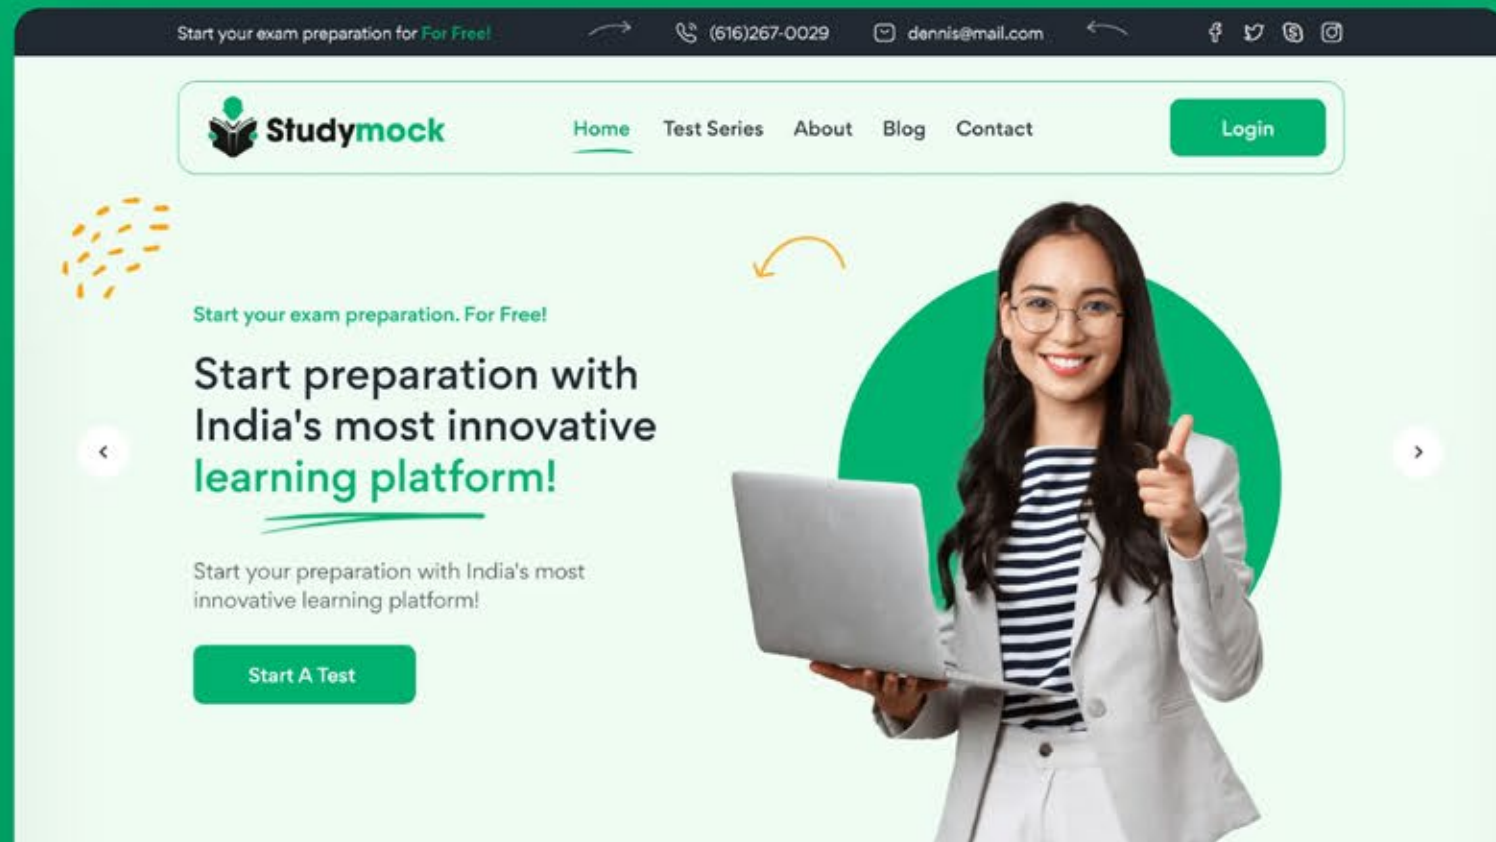 Start your exam preparation for For Free!
(616)267-0029
dennis@mail.com
Studymock
Home
Test Series
About
Blog
Contact
Login
Start your exam preparation. For Free!
Start preparation with
India's most innovative
learning platform!
Start your preparation with India's most
innovative learning platform!
Start A Test